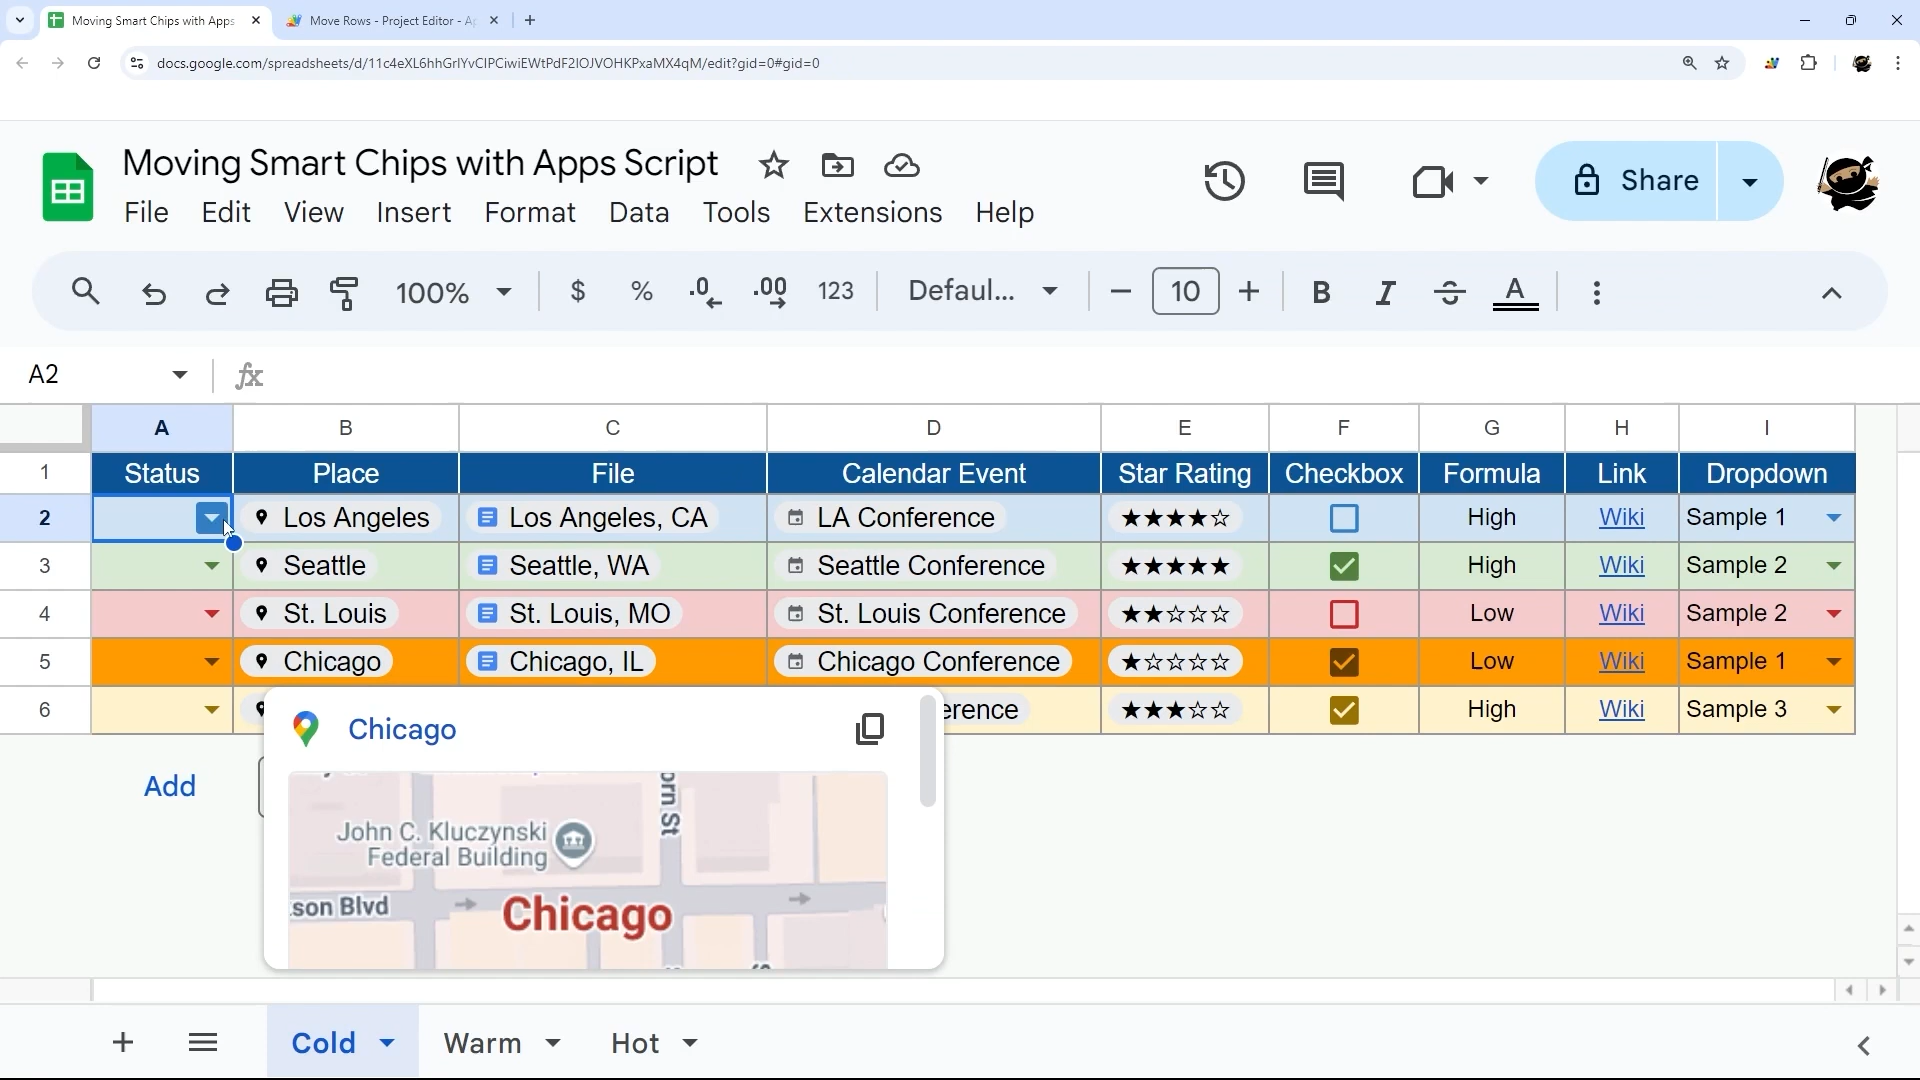 Moving Smart Chips with Apps
Move Rows - Project Editor - Ap
docs.google.com/spreadsheets/d/11c4eXL6hhGrlYvCIPCiwiEWtPdF2IOJVOHKPxaMX4qM/edit?gid=0#gid=0
Moving Smart Chips with Apps Script
File Edit View Insert Format Data Tools Extensions Help
Share
100% $ % .0 .00 123 Defaul... 10 B I S A
A2 fx
A B C D E F G H I
1 Status Place File Calendar Event Star Rating Checkbox Formula Link Dropdown
2 Los Angeles Los Angeles, CA LA Conference ★★★★☆ High Wiki Sample 1
3 Seattle Seattle, WA Seattle Conference ★★★★★ High Wiki Sample 2
4 St. Louis St. Louis, MO St. Louis Conference ★★☆☆☆ Low Wiki Sample 2
5 Chicago Chicago, IL Chicago Conference ★☆☆☆☆ Low Wiki Sample 1
6 erence ★★★☆☆ High Wiki Sample 3
Chicago
Add
John C. Kluczynski
Federal Building
orn St
son Blvd
Chicago
Cold Warm Hot